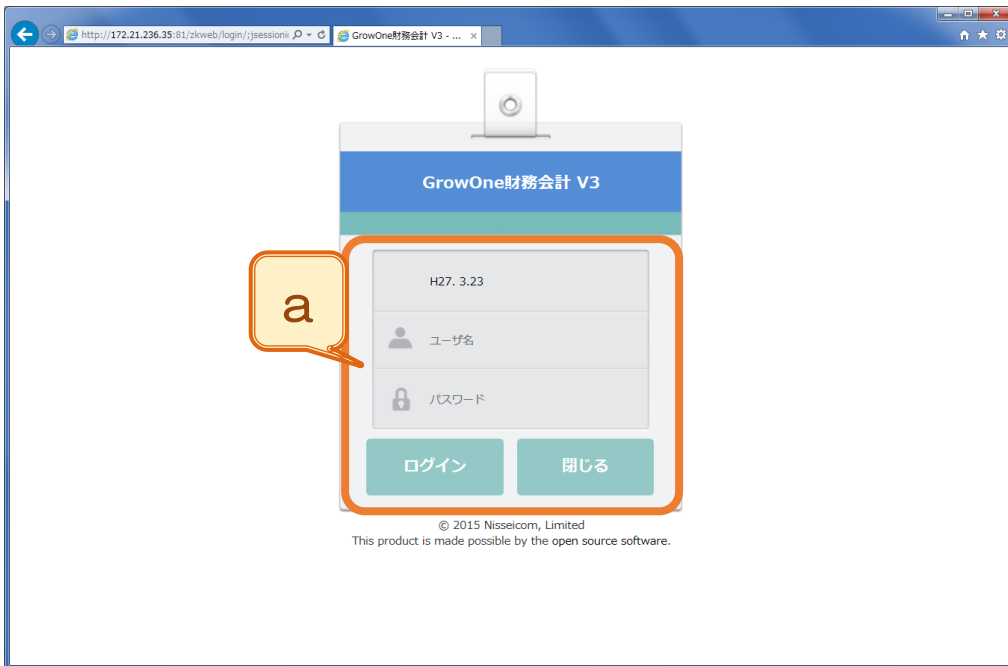 http://172.21.236.35:81/zkweb/login/;jsessioni
GrowOne財務会計 V3 - ...
GrowOne財務会計 V3
a
H27. 3.23
ユーザ名
パスワード
ログイン
閉じる
© 2015 Nisseicom, Limited
This product is made possible by the open source software.